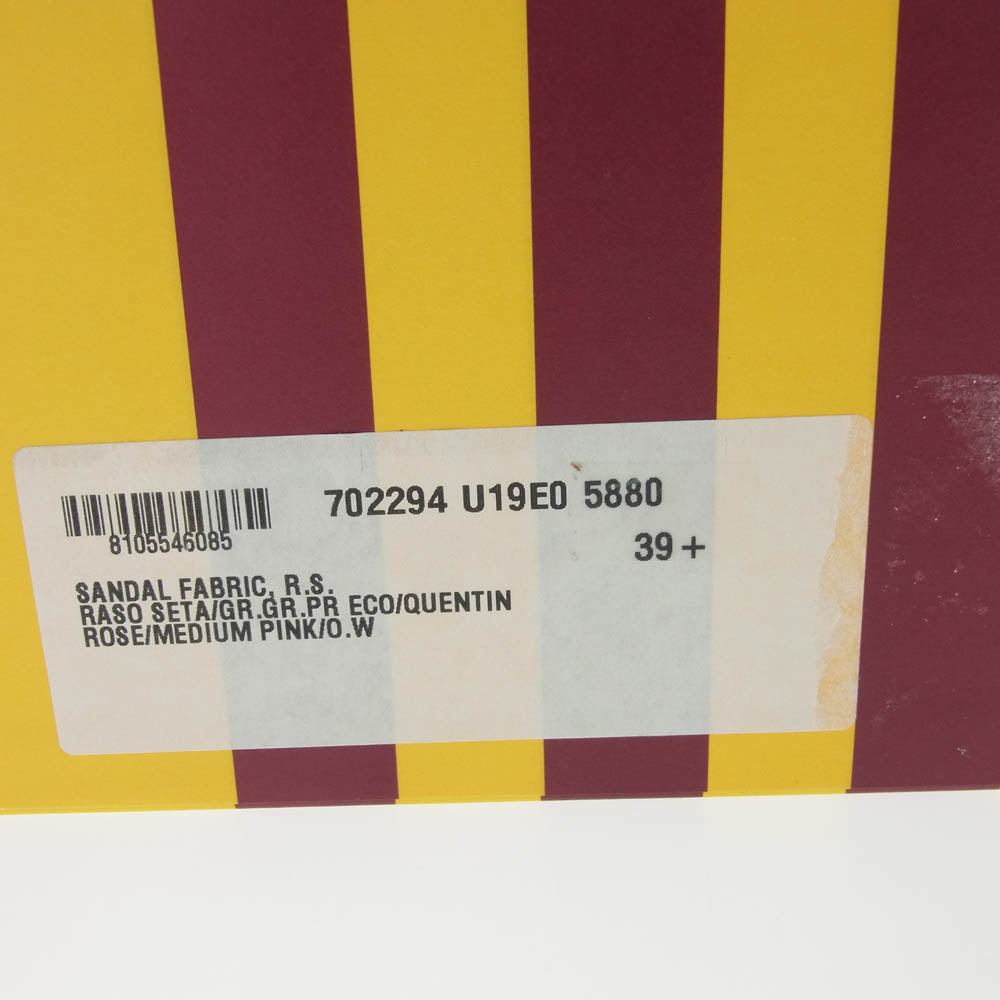 702294 U19E0 5880
8105546085
39+
SANDAL FABRIC, R.S.
RASO SETA/GR.GR.PR ECO/QUENTIN
ROSE/MEDIUM PINK/O.W